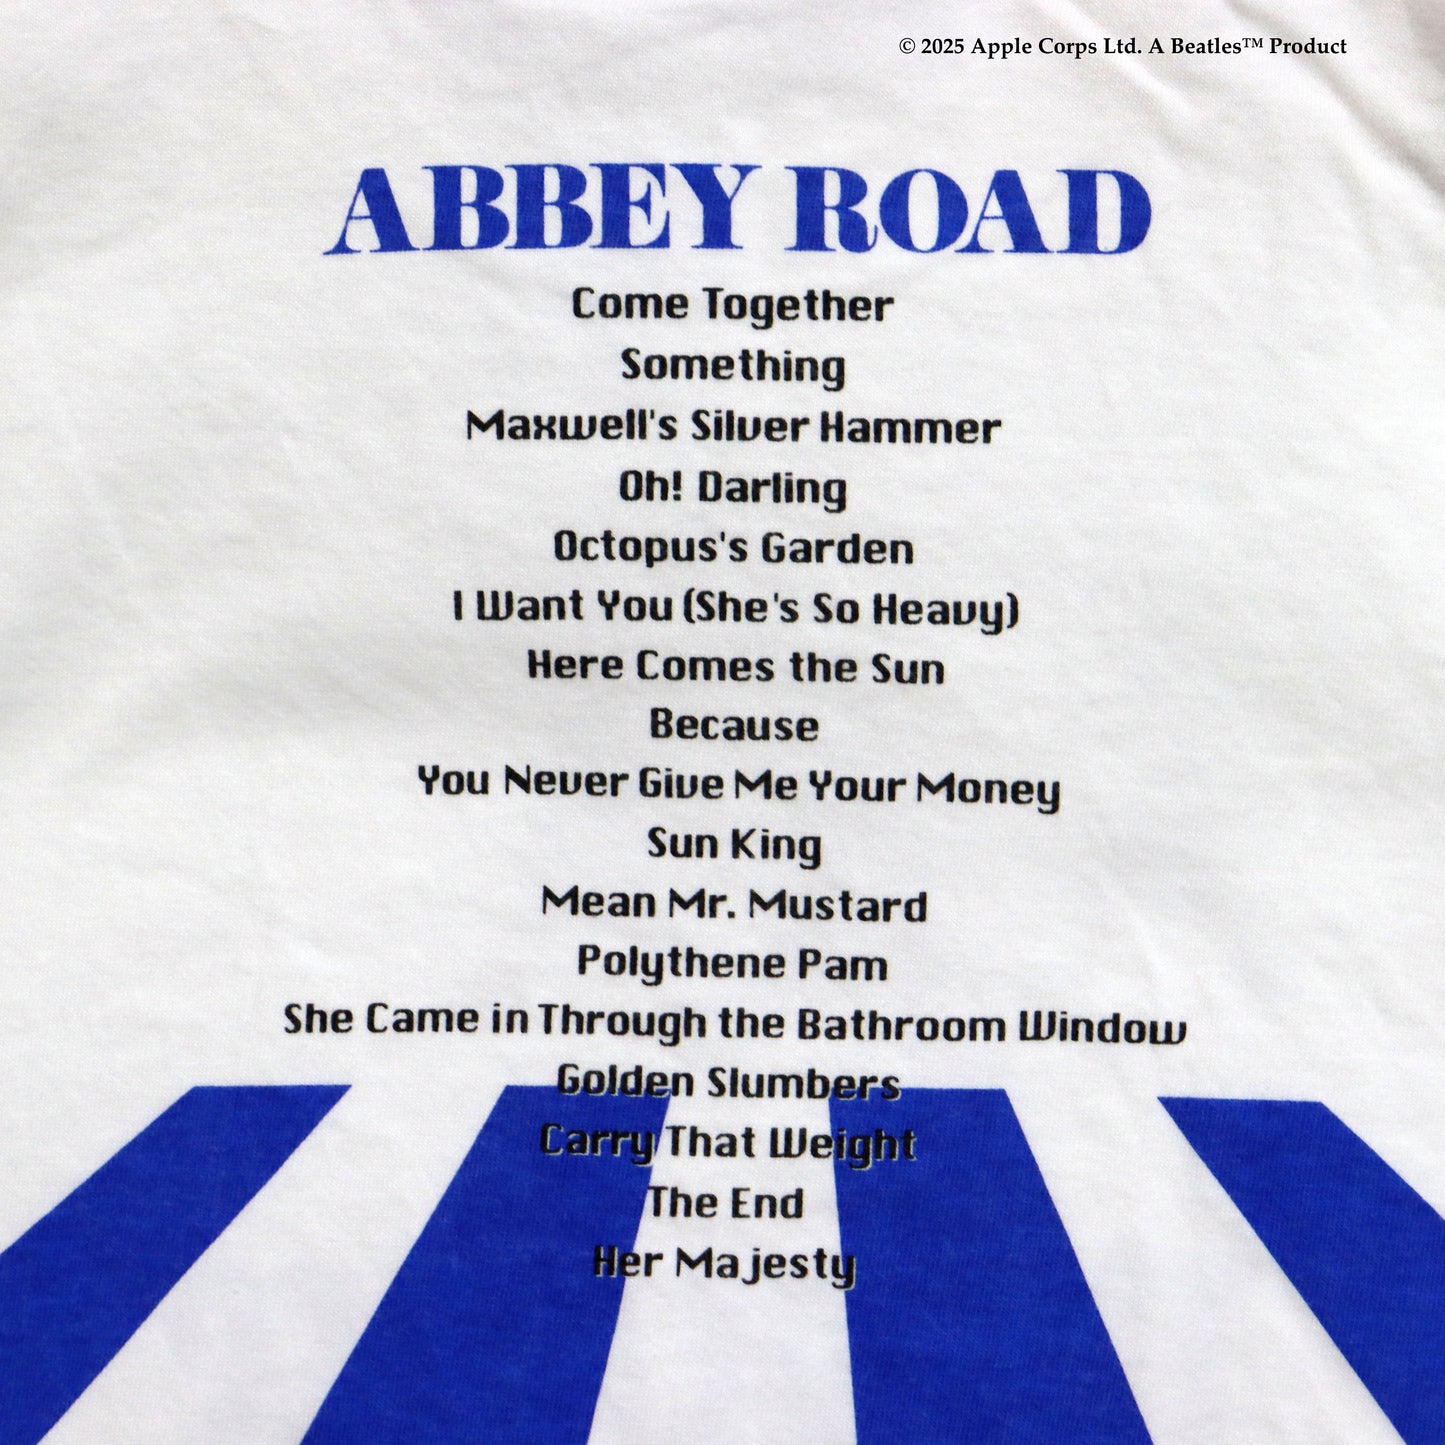 © 2025 Apple Corps Ltd. A Beatles™ Product
ABBEY ROAD
Come Together
Something
Maxwell's Silver Hammer
Oh! Darling
Octopus's Garden
I Want You (She's So Heavy)
Here Comes the Sun
Because
You Never Give Me Your Money
Sun King
Mean Mr. Mustard
Polythene Pam
She Came in Through the Bathroom Window
Golden Slumbers
Carry That Weight
The End
Her Majesty